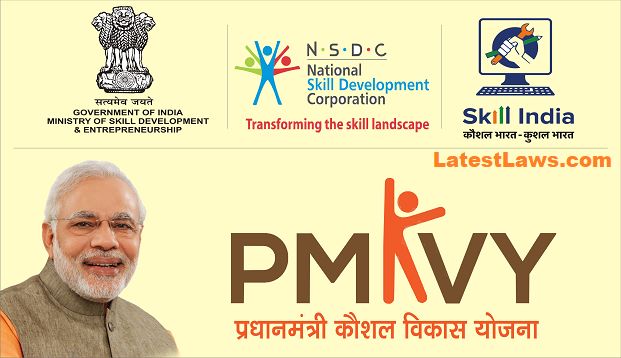 सत्यमेव जयते
GOVERNMENT OF INDIA
MINISTRY OF SKILL DEVELOPMENT
& ENTREPRENEURSHIP
N·S·D·C
National
Skill Development
Corporation
Transforming the skill landscape
Skill India
कौशल भारत - कुशल भारत
LatestLaws.com
PMKVY
प्रधानमंत्री कौशल विकास योजना